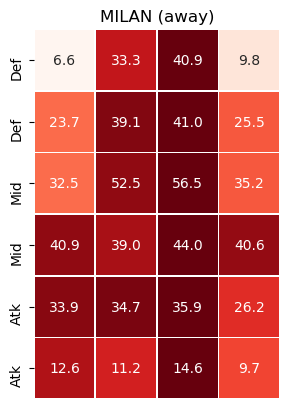 MILAN (away)
Def 6.6 33.3 40.9 9.8
Def 23.7 39.1 41.0 25.5
Mid 32.5 52.5 56.5 35.2
Mid 40.9 39.0 44.0 40.6
Atk 33.9 34.7 35.9 26.2
Atk 12.6 11.2 14.6 9.7